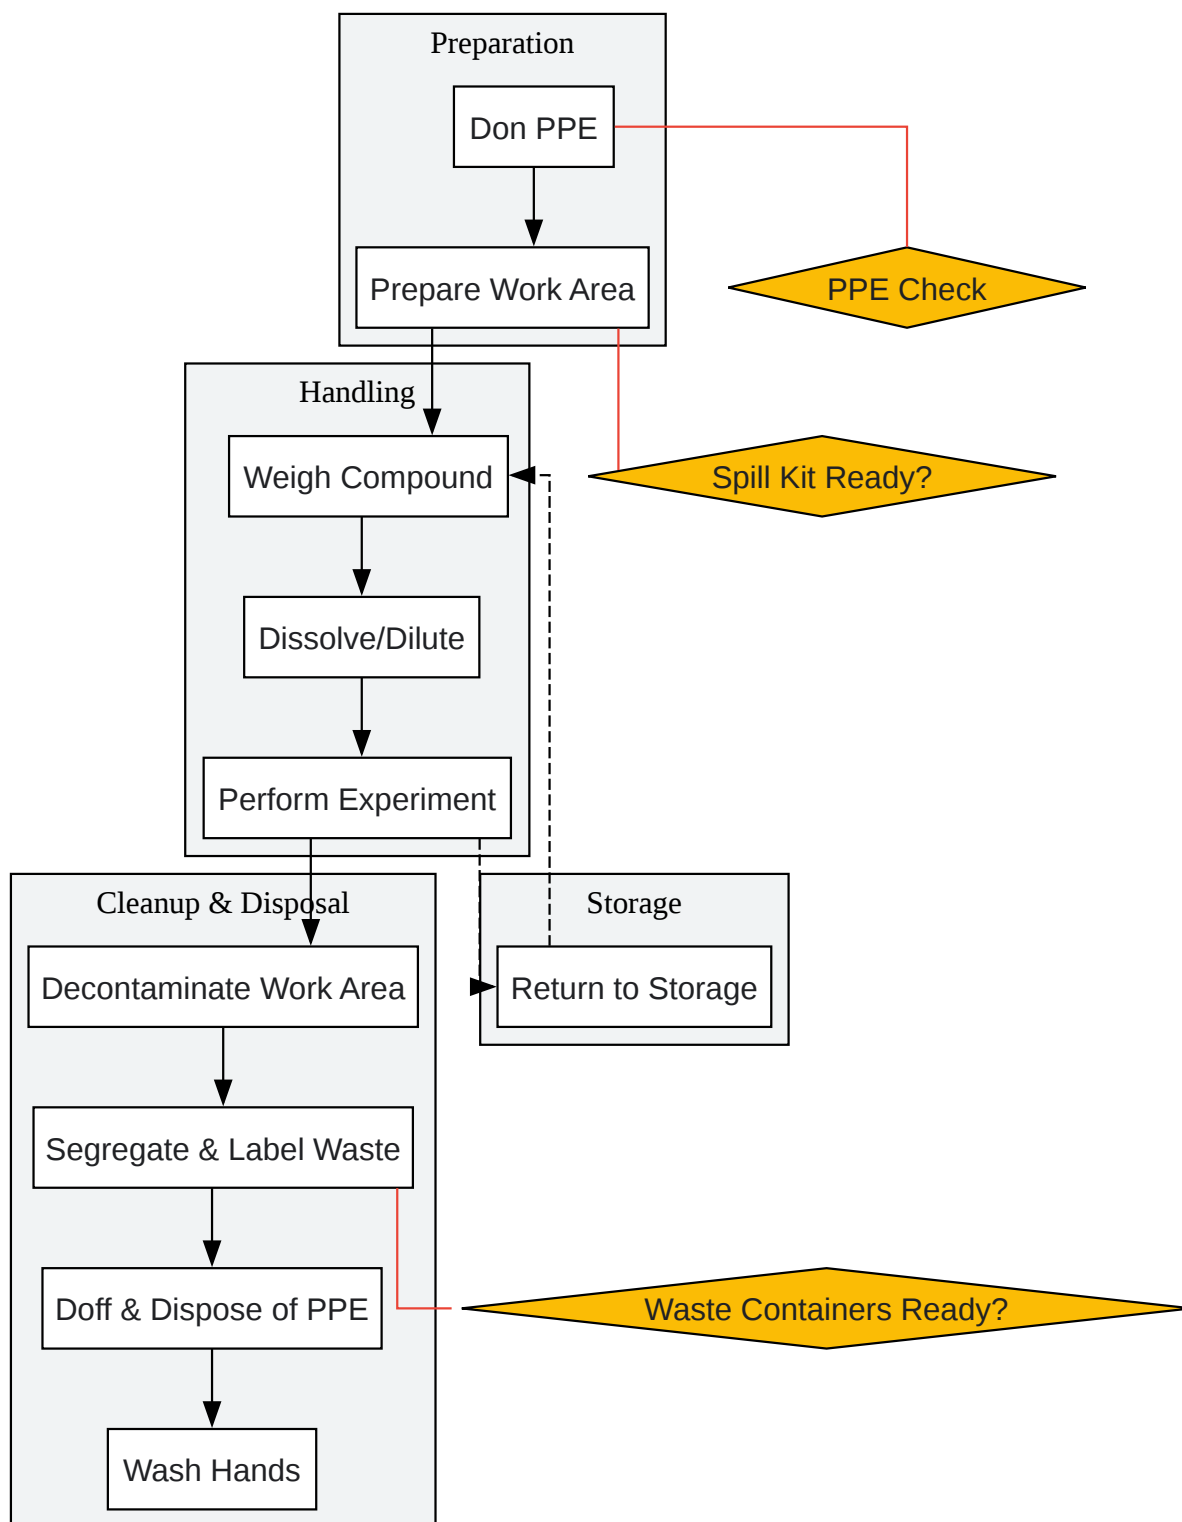 Preparation
Don PPE
Prepare Work Area
PPE Check
Handling
Weigh Compound
Spill Kit Ready?
Dissolve/Dilute
Perform Experiment
Cleanup & Disposal
Storage
Decontaminate Work Area
Return to Storage
Segregate & Label Waste
Doff & Dispose of PPE
Waste Containers Ready?
Wash Hands